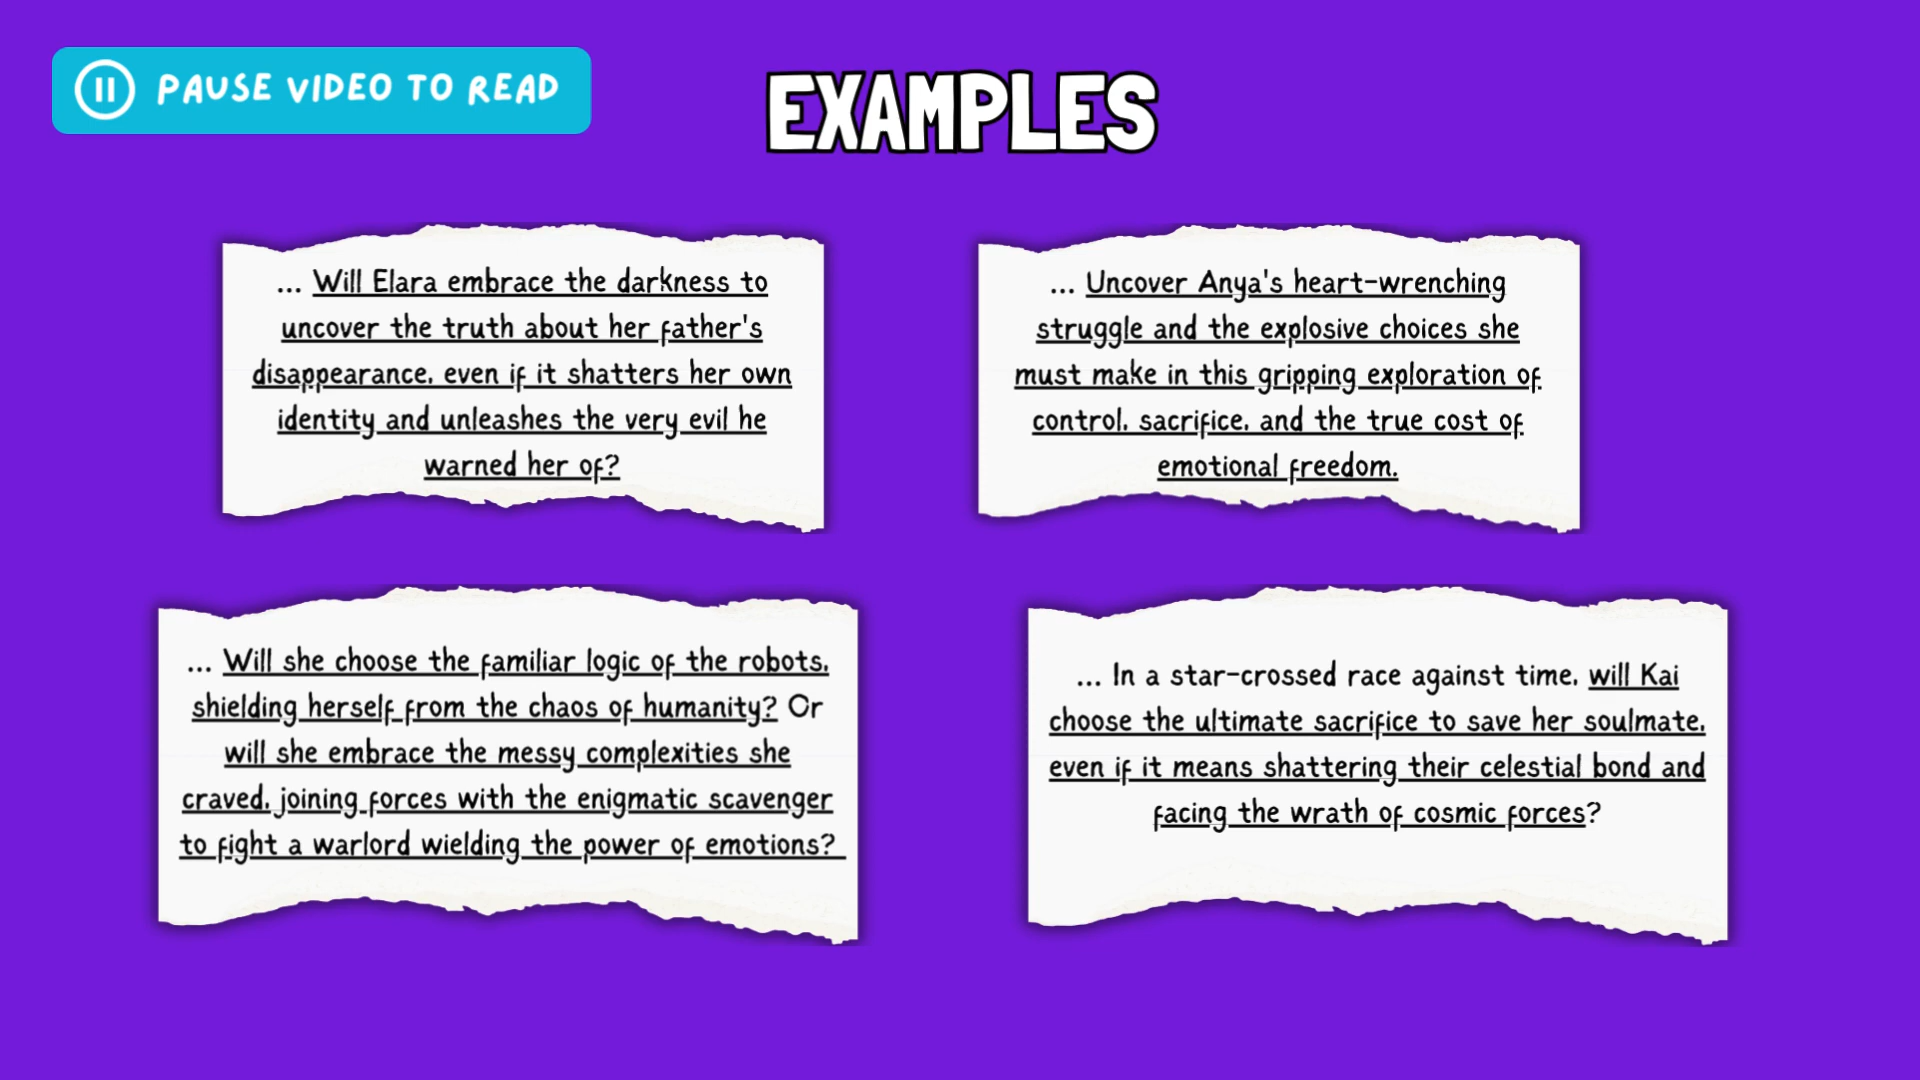 PAUSE VIDEO TO READ
EXAMPLES
... Will Elara embrace the darkness to
uncover the truth about her father's
disappearance, even if it shatters her own
identity and unleashes the very evil he
warned her of?
... Uncover Anya's heart-wrenching
struggle and the explosive choices she
must make in this gripping exploration of
control, sacrifice, and the true cost of
emotional freedom.
... Will she choose the familiar logic of the robots,
shielding herself from the chaos of humanity? Or
will she embrace the messy complexities she
craved, joining forces with the enigmatic scavenger
to fight a warlord wielding the power of emotions?
... In a star-crossed race against time, will Kai
choose the ultimate sacrifice to save her soulmate,
even if it means shattering their celestial bond and
facing the wrath of cosmic forces?